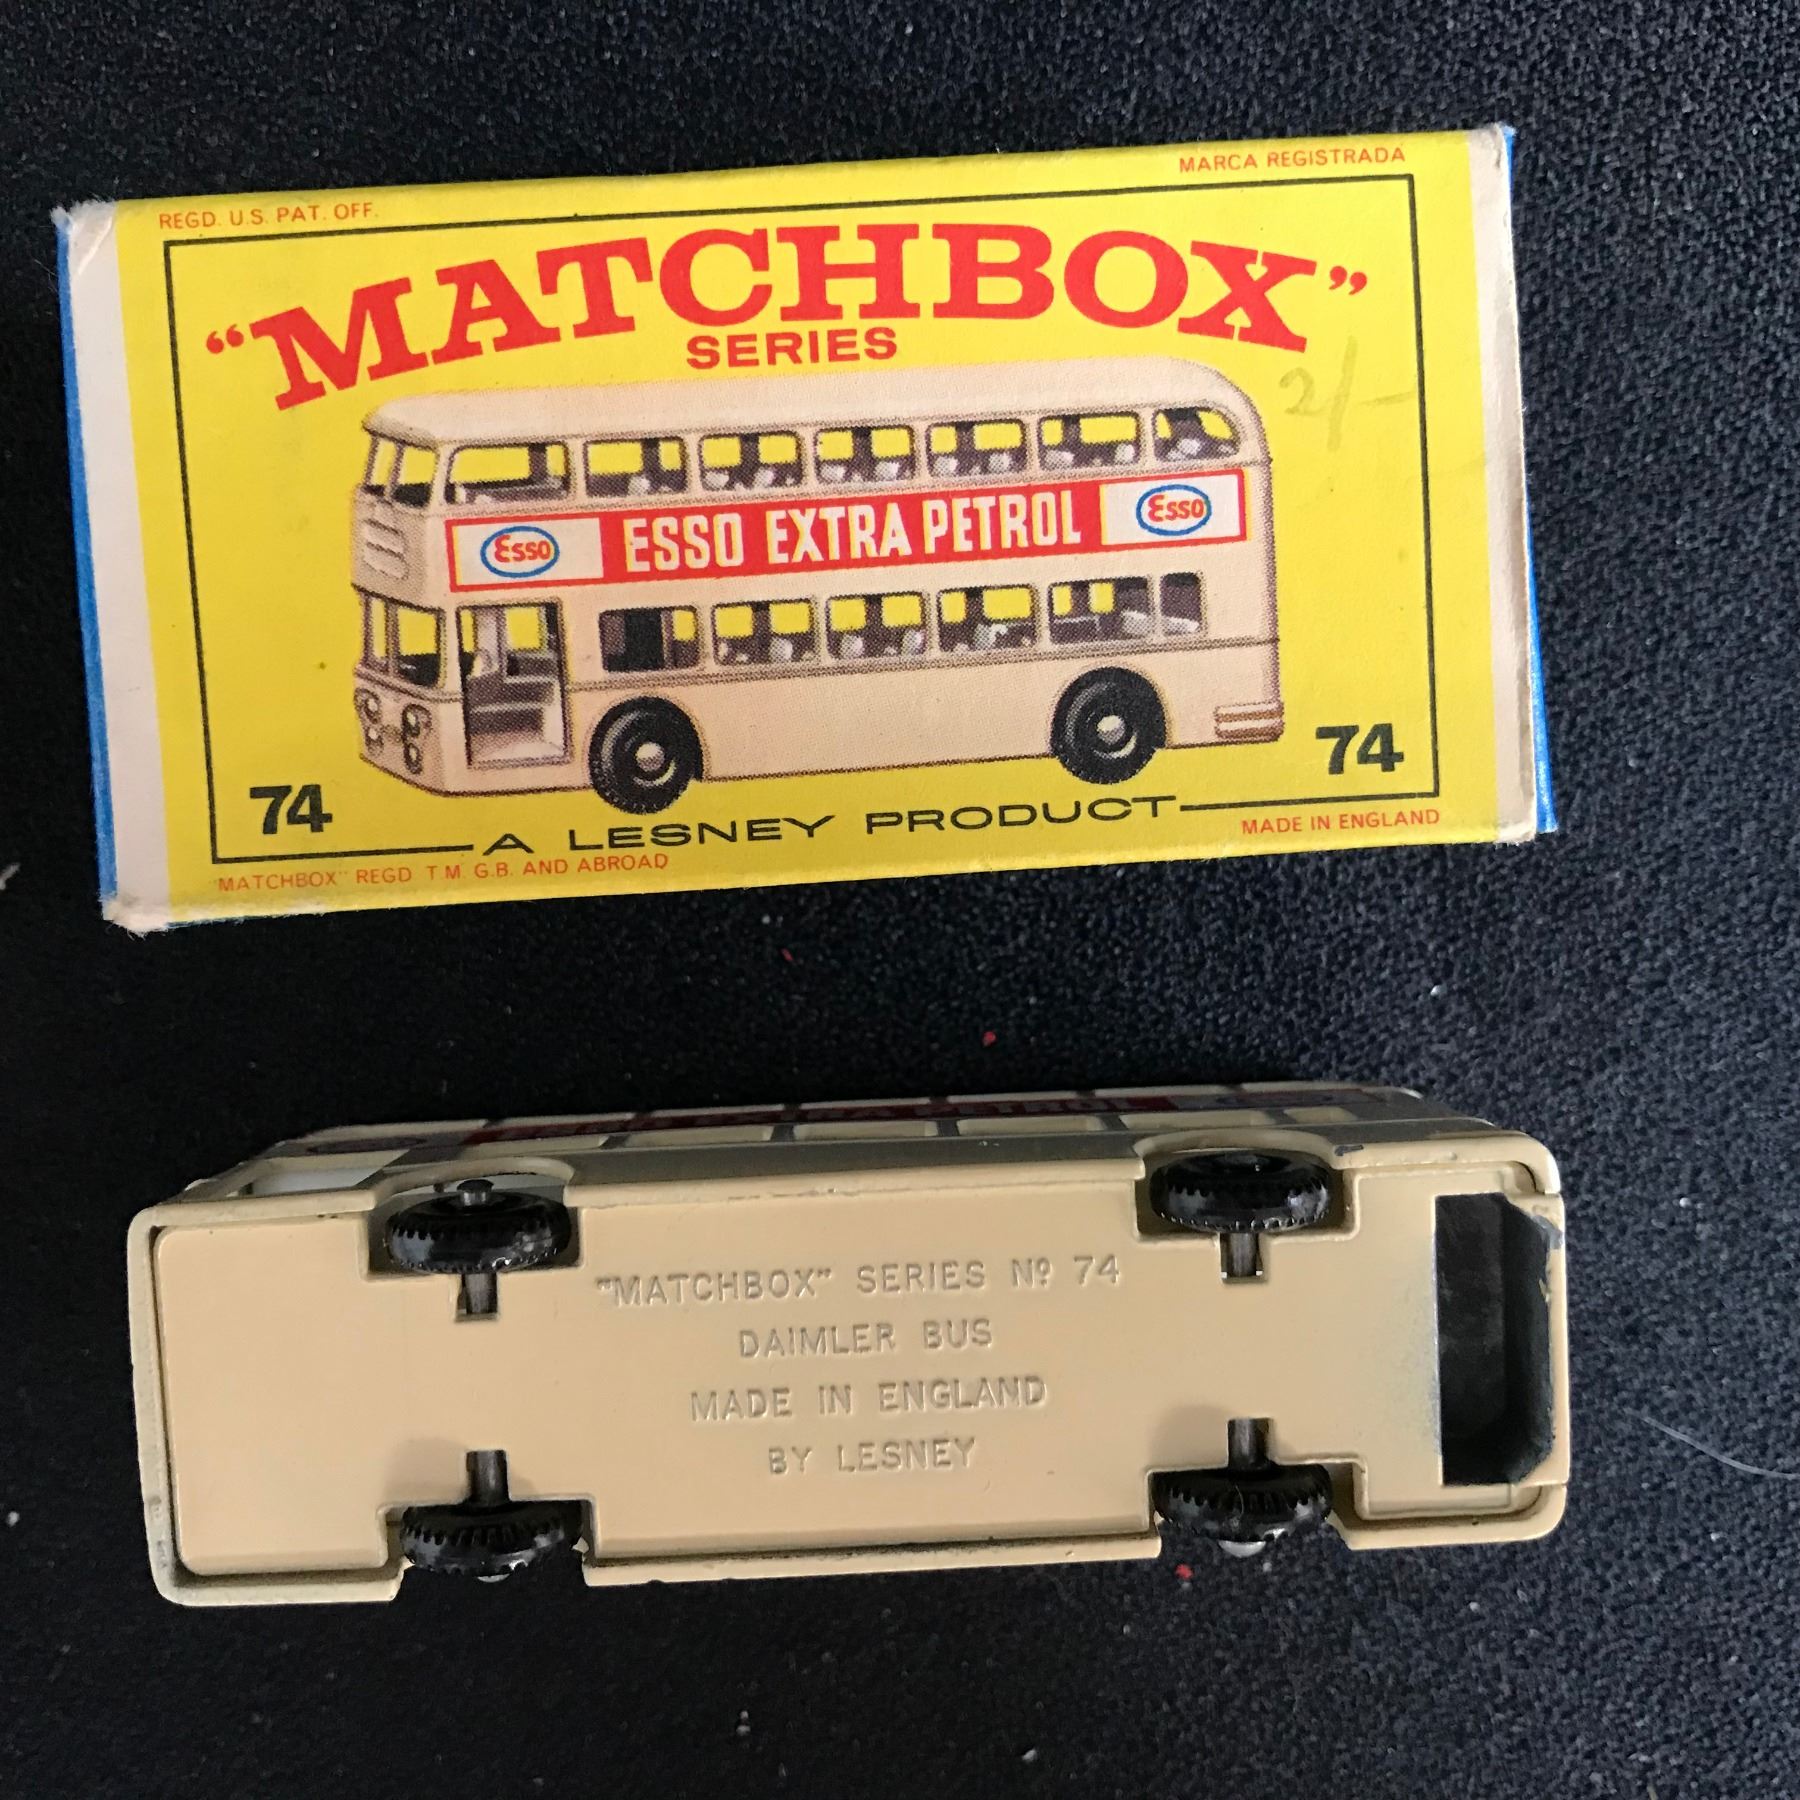 REGD. U.S. PAT. OFF. MARCA REGISTRADA
“MATCHBOX”
SERIES
2/-
Esso ESSO EXTRA PETROL Esso
74 74
A LESNEY PRODUCT
"MATCHBOX" REGD T.M. G.B. AND ABROAD MADE IN ENGLAND
"MATCHBOX" SERIES Nº 74
DAIMLER BUS
MADE IN ENGLAND
BY LESNEY